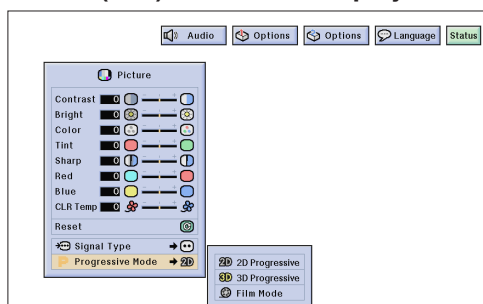 Audio
Options
Options
Language
Status
Picture
Contrast 0
Bright 0
Color 0
Tint 0
Sharp 0
Red 0
Blue 0
CLR Temp 0
Reset
Signal Type
P Progressive Mode 2D
2D 2D Progressive
3D 3D Progressive
Film Mode